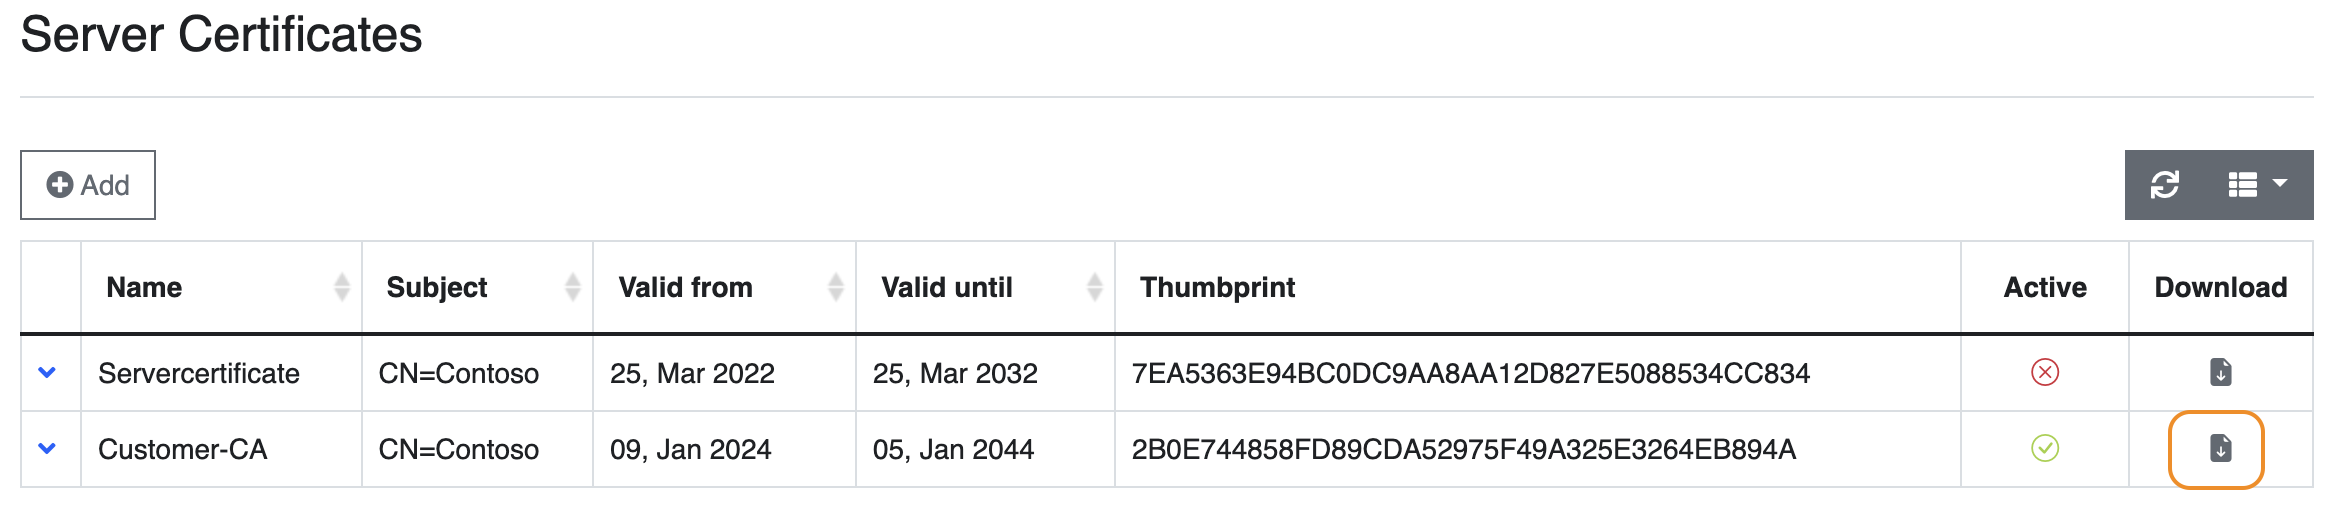 Server Certificates
Add
Name Subject Valid from Valid until Thumbprint Active Download
Servercertificate CN=Contoso 25, Mar 2022 25, Mar 2032 7EA5363E94BC0DC9AA8AA12D827E5088534CC834
Customer-CA CN=Contoso 09, Jan 2024 05, Jan 2044 2B0E744858FD89CDA52975F49A325E3264EB894A